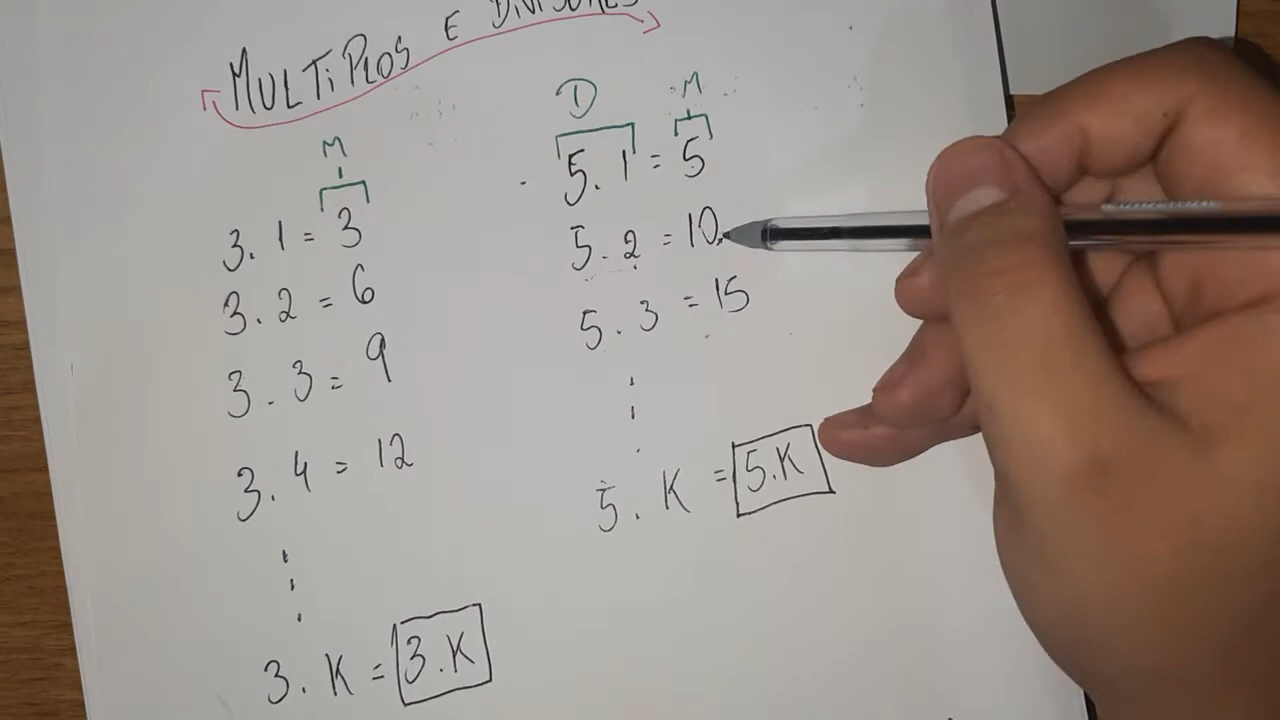 MULTIPLOS E DIVISORES
M
3.1 = 3
3.2 = 6
3.3 = 9
3.4 = 12
3.K = 3.K
D M
5.1 = 5
5.2 = 10
5.3 = 15
5.K = 5.K